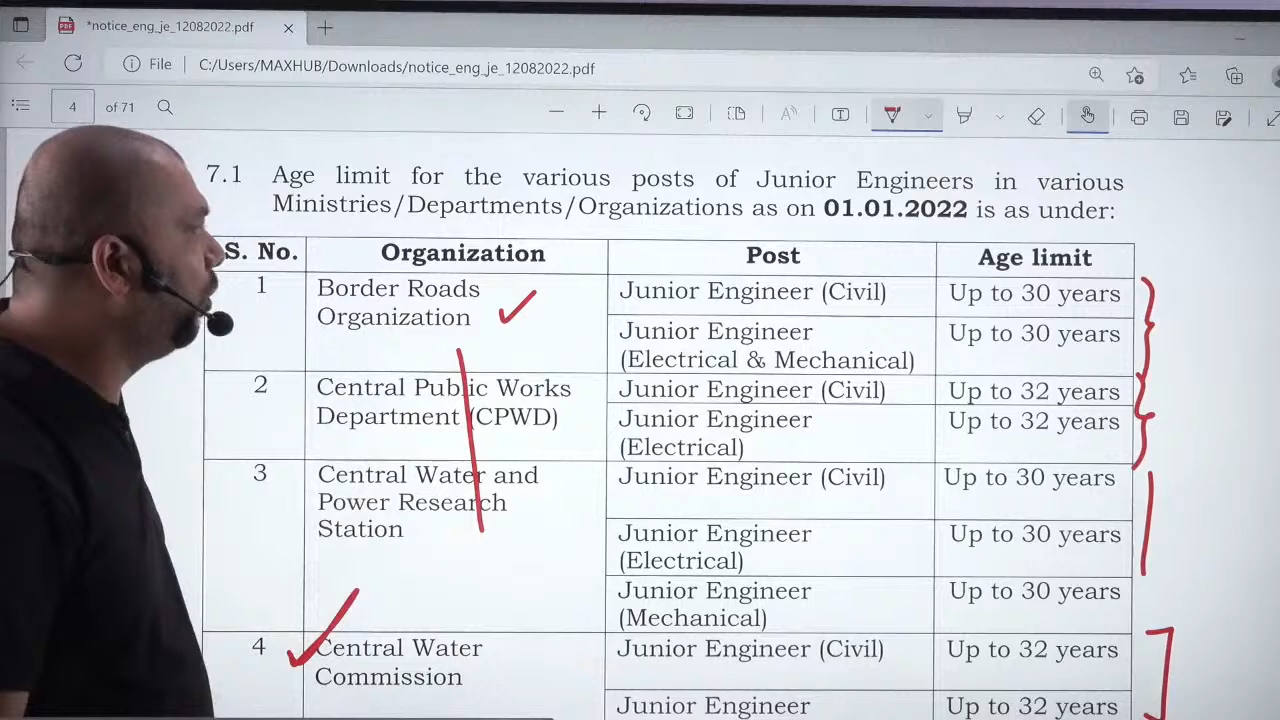 *notice_eng_je_12082022.pdf
File
C:/Users/MAXHUB/Downloads/notice_eng_je_12082022.pdf
4 of 71
7.1 Age limit for the various posts of Junior Engineers in various
Ministries/Departments/Organizations as on 01.01.2022 is as under:
S. No. Organization Post Age limit
1 Border Roads Organization Junior Engineer (Civil) Up to 30 years
Junior Engineer (Electrical & Mechanical) Up to 30 years
2 Central Public Works Department (CPWD) Junior Engineer (Civil) Up to 32 years
Junior Engineer (Electrical) Up to 32 years
3 Central Water and Power Research Station Junior Engineer (Civil) Up to 30 years
Junior Engineer (Electrical) Up to 30 years
Junior Engineer (Mechanical) Up to 30 years
4 Central Water Commission Junior Engineer (Civil) Up to 32 years
Junior Engineer Up to 32 years